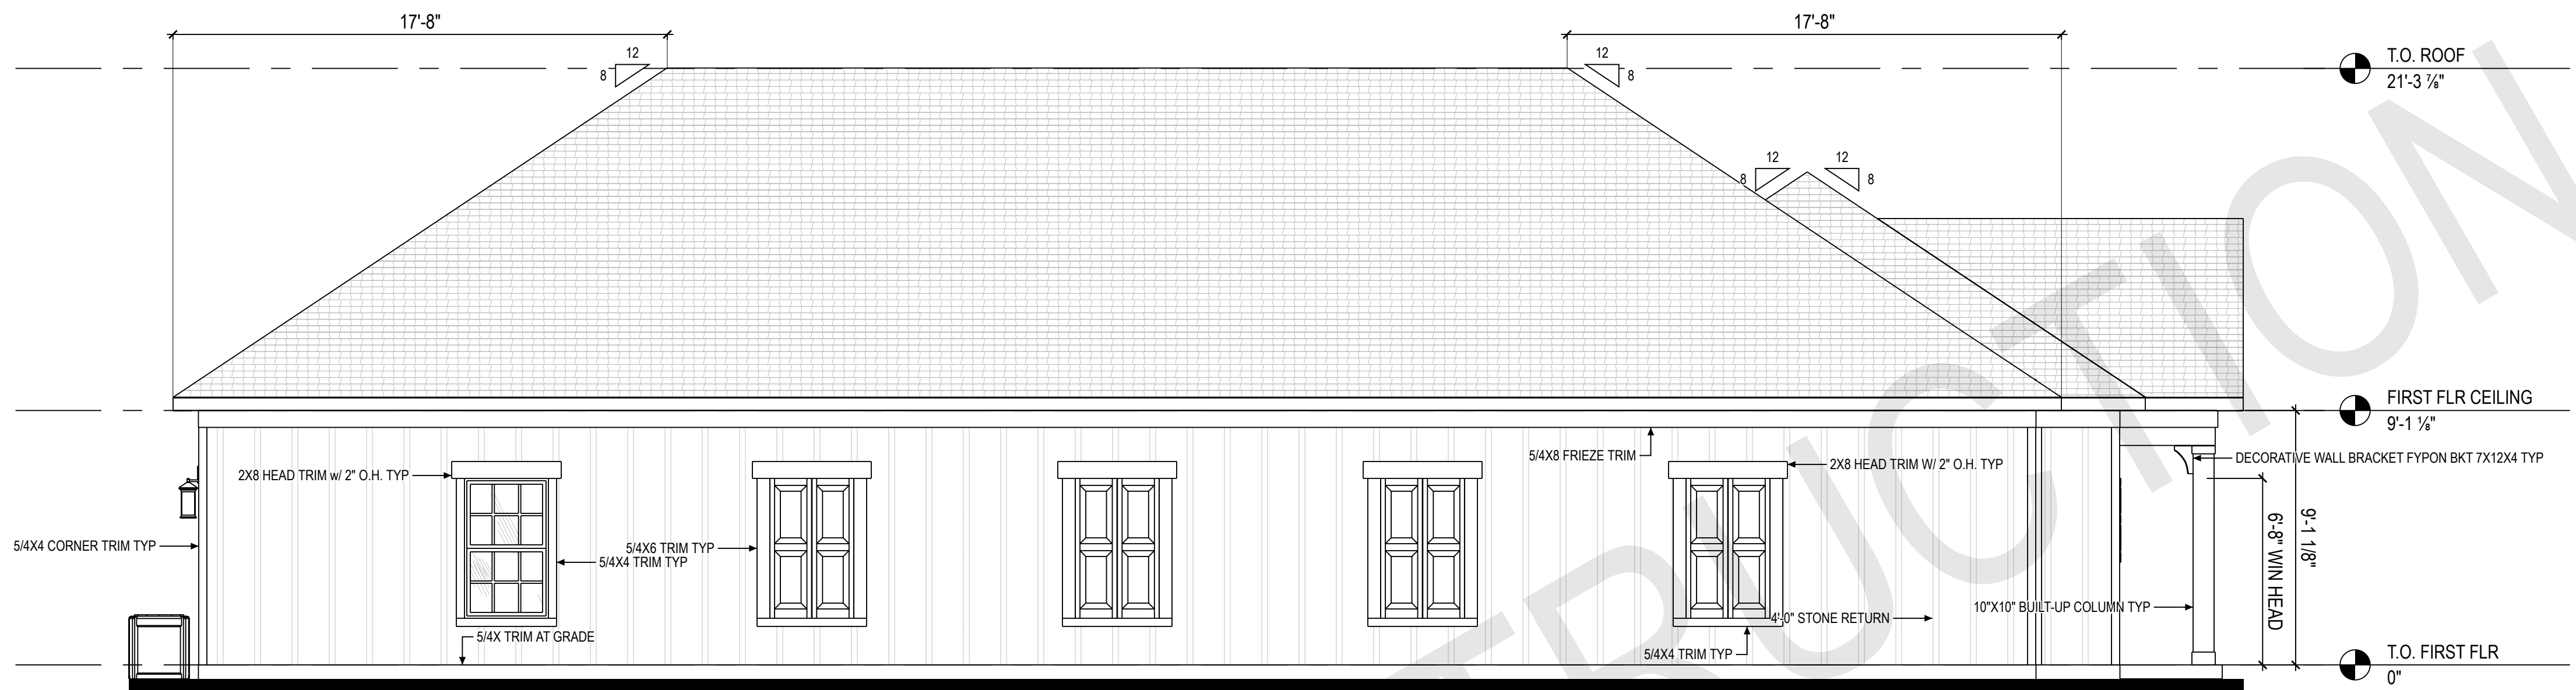 17'-8"
17'-8"
12
8
12
8
T.O. ROOF
21'-3 ⅞"
12
8
12
8
FIRST FLR CEILING
9'-1 ⅛"
5/4X8 FRIEZE TRIM
2X8 HEAD TRIM w/ 2" O.H. TYP
2X8 HEAD TRIM W/ 2" O.H. TYP
DECORATIVE WALL BRACKET FYPON BKT 7X12X4 TYP
5/4X4 CORNER TRIM TYP
5/4X6 TRIM TYP
5/4X4 TRIM TYP
9'-1 1/8"
6'-8" WIN HEAD
10"X10" BUILT-UP COLUMN TYP
4'-0" STONE RETURN
5/4X TRIM AT GRADE
5/4X4 TRIM TYP
T.O. FIRST FLR
0"
TRUCTION